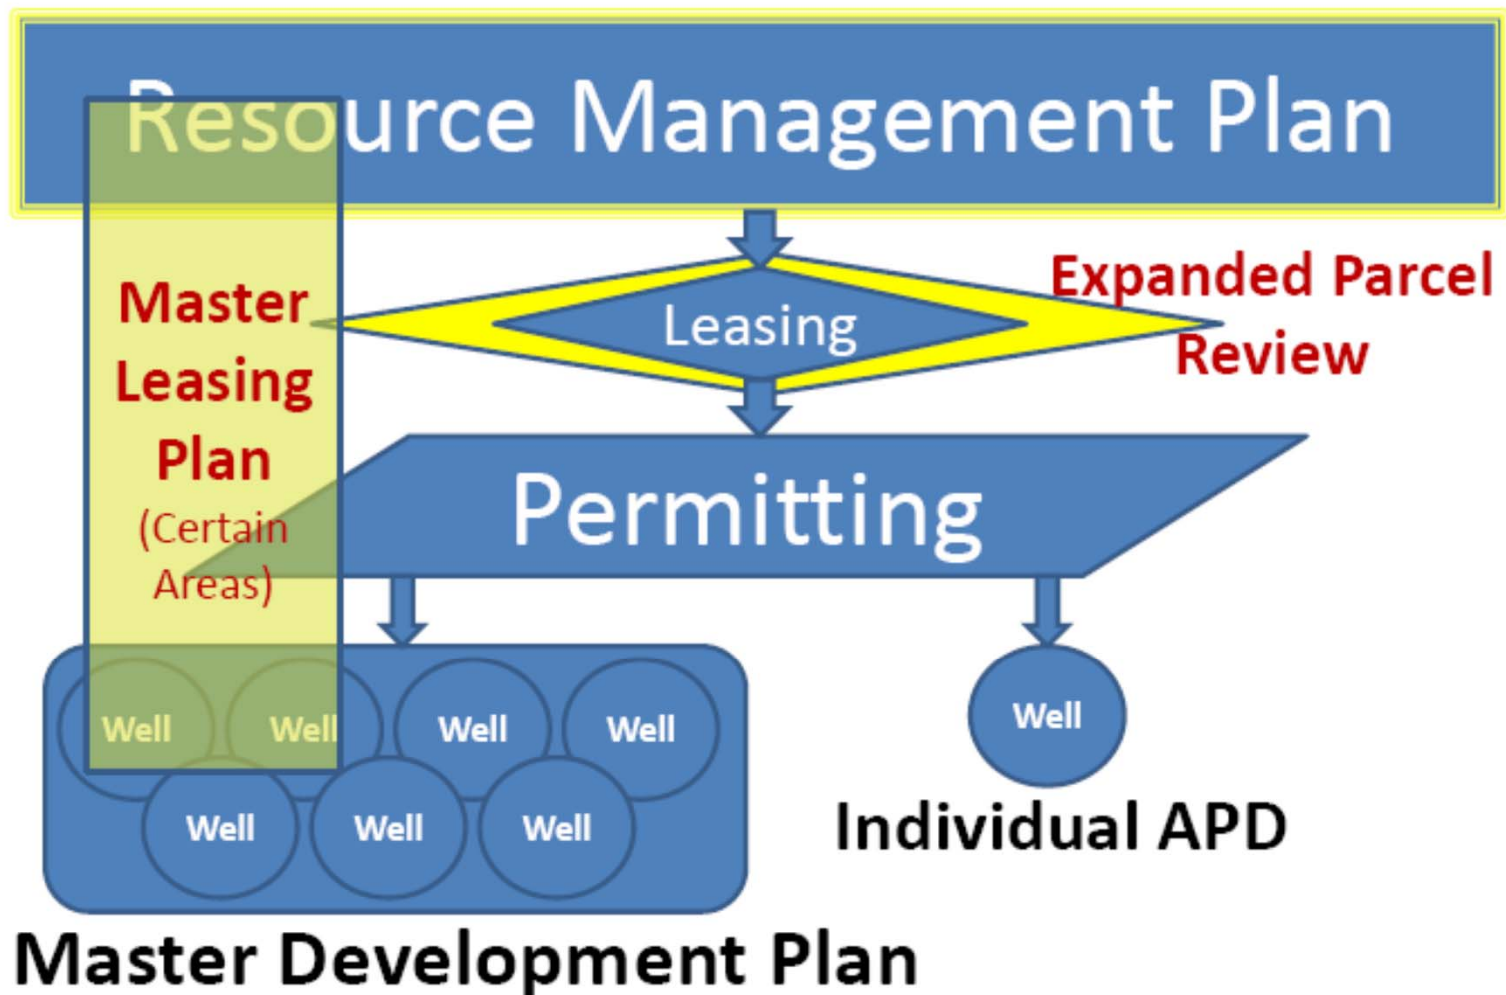 Resource Management Plan
Master
Leasing
Plan
(Certain
Areas)
Leasing
Expanded Parcel
Review
Permitting
Well Well Well Well
Well Well Well
Well
Individual APD
Master Development Plan